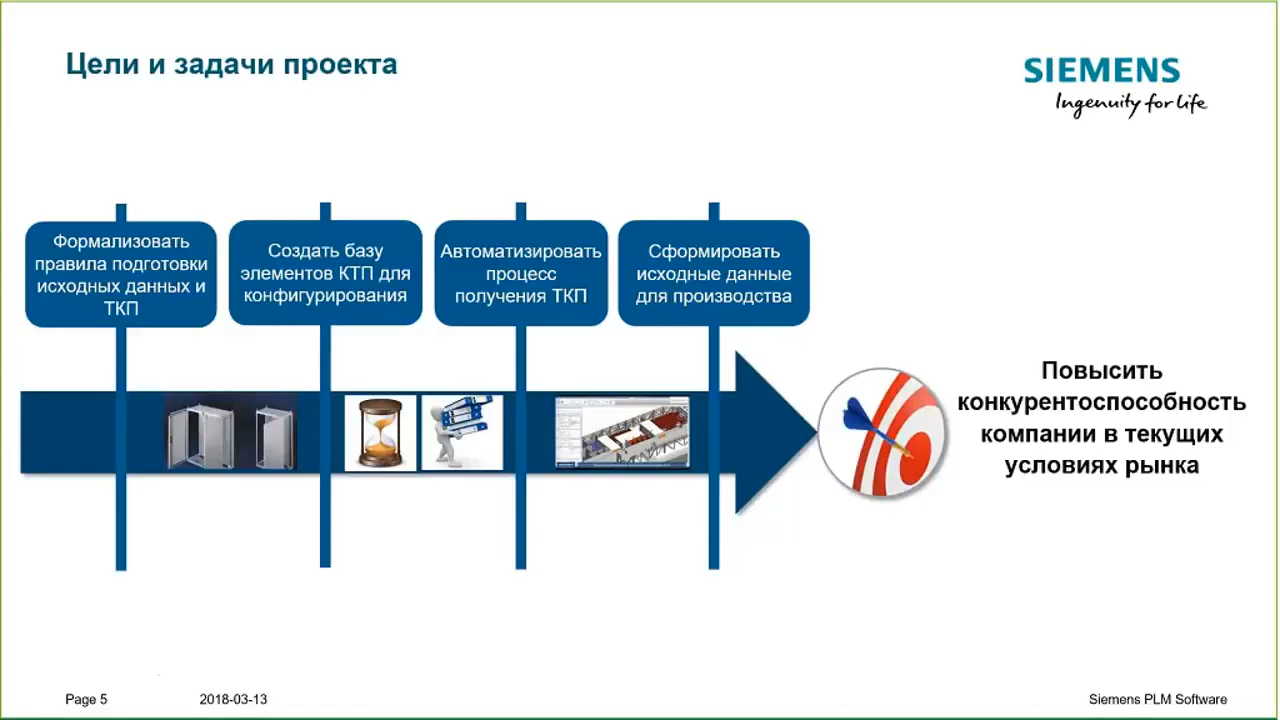 Цели и задачи проекта
SIEMENS
Ingenuity for life
Формализовать
правила подготовки
исходных данных и
ТКП
Создать базу
элементов КТП для
конфигурирования
Автоматизировать
процесс
получения ТКП
Сформировать
исходные данные
для производства
Повысить
конкурентоспособность
компании в текущих
условиях рынка
Page 5
2018-03-13
Siemens PLM Software